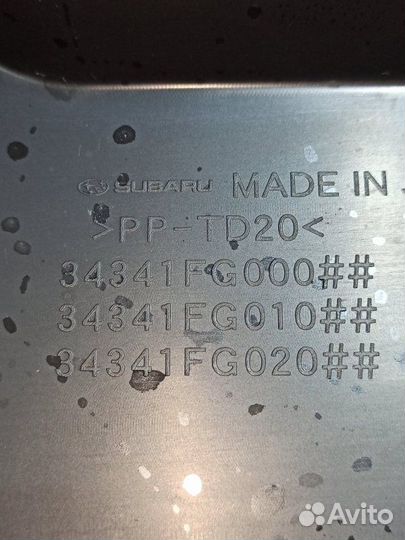 SUBARU MADE IN
>PP-TD20<
34341FG000##
34341FG010##
34341FG020##
Avito